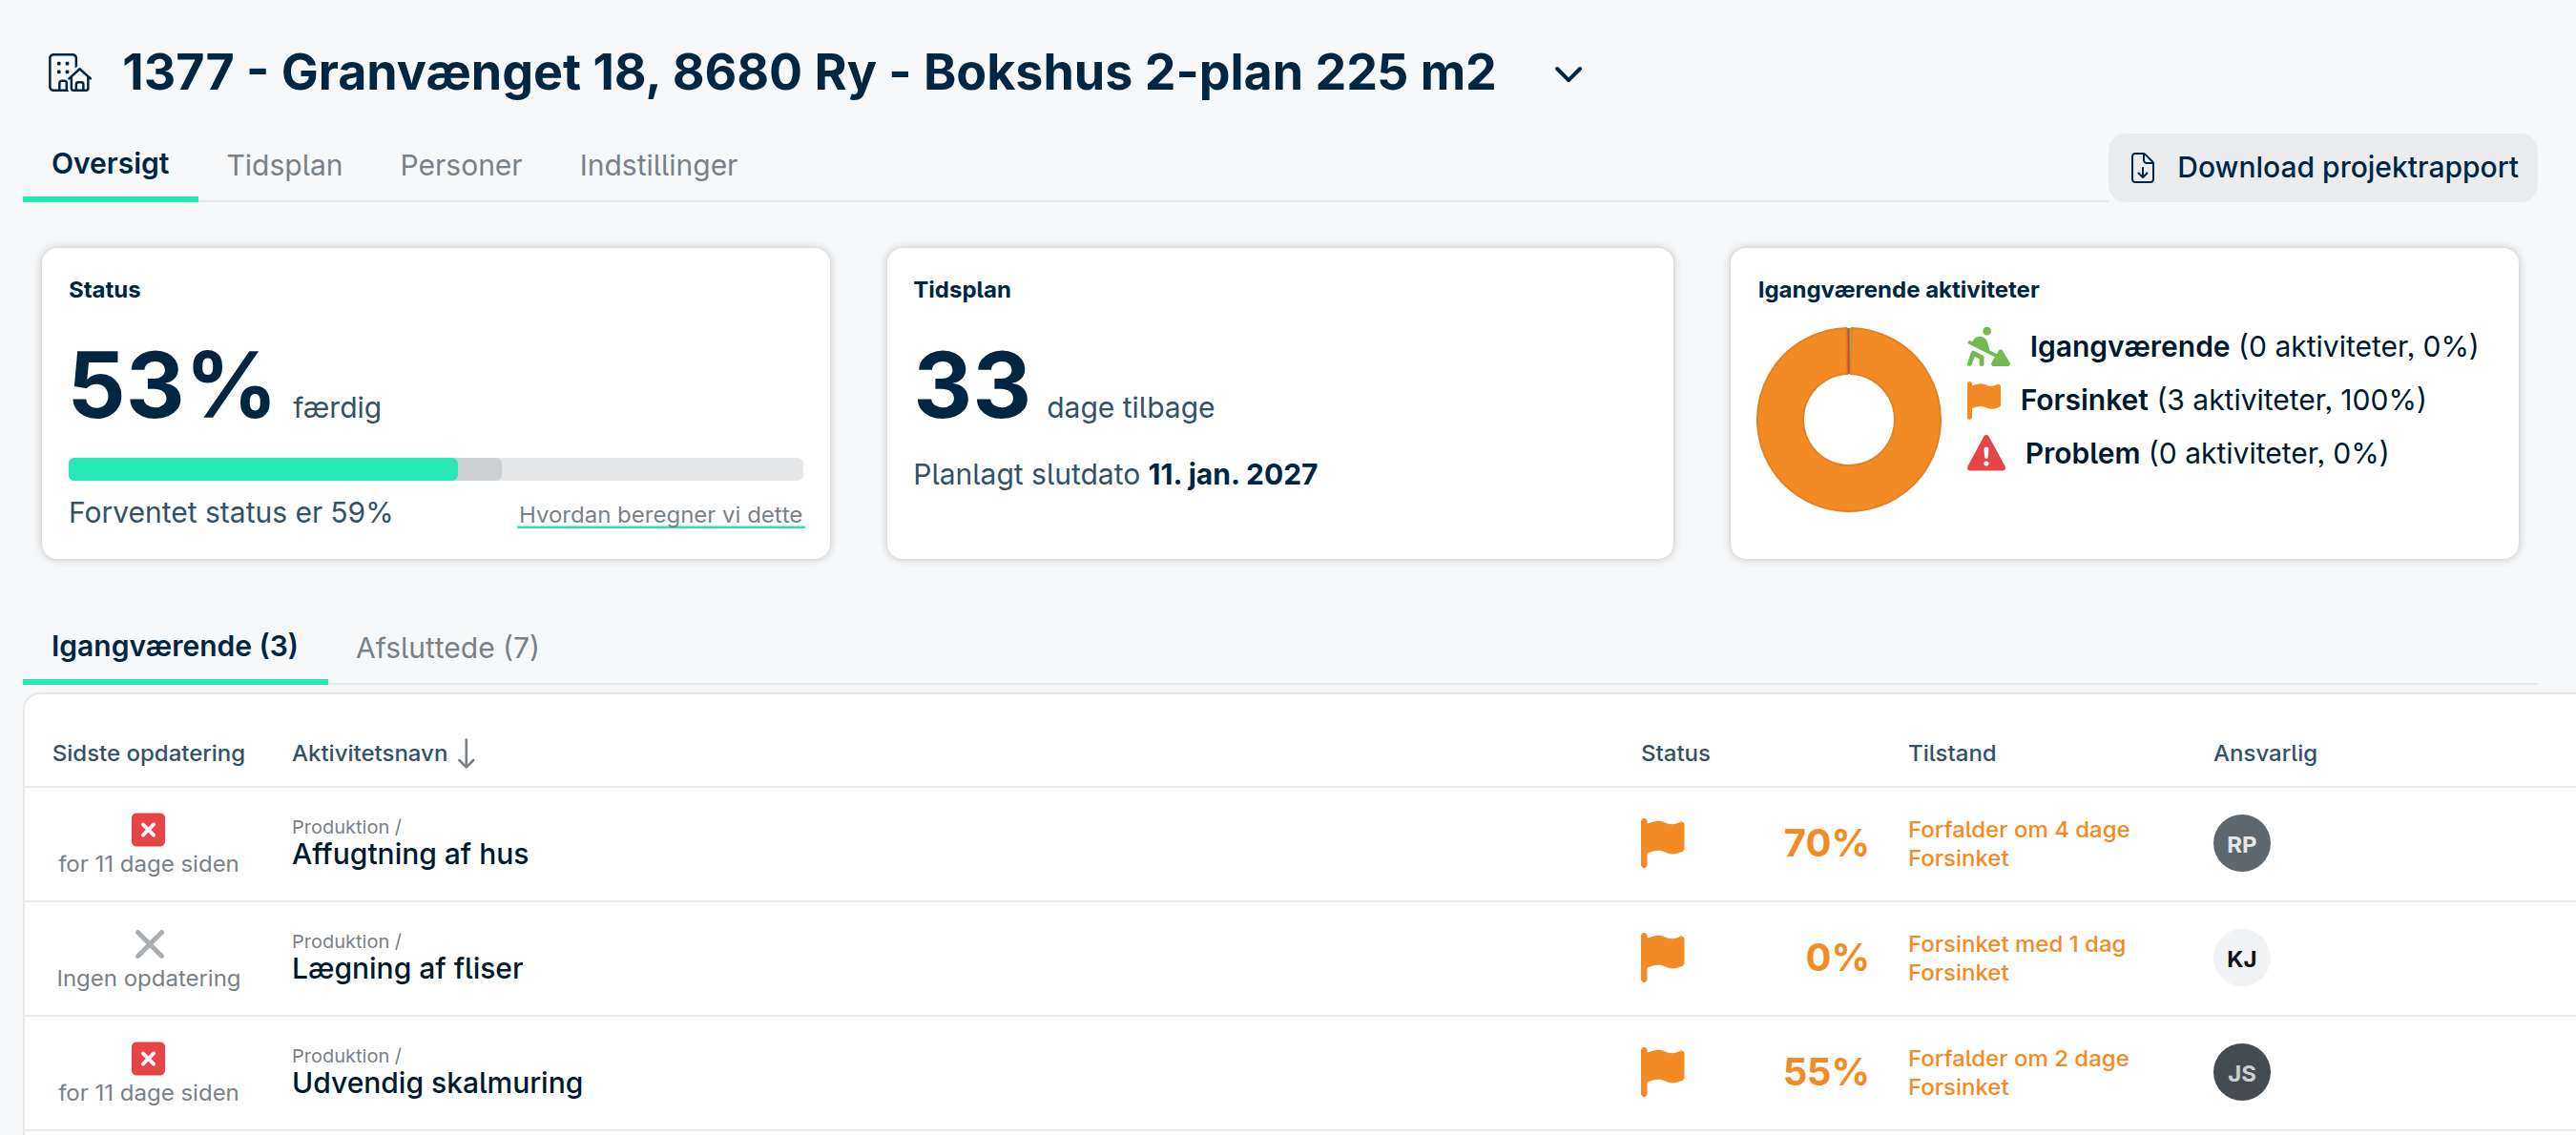 1377 - Granvænget 18, 8680 Ry - Bokshus 2-plan 225 m2
Oversigt Tidsplan Personer Indstillinger
Download projektrapport
Status
53% færdig
Forventet status er 59%
Hvordan beregner vi dette
Tidsplan
33 dage tilbage
Planlagt slutdato 11. jan. 2027
Igangværende aktiviteter
Igangværende (0 aktiviteter, 0%)
Forsinket (3 aktiviteter, 100%)
Problem (0 aktiviteter, 0%)
Igangværende (3) Afsluttede (7)
Sidste opdatering Aktivitetsnavn Status Tilstand Ansvarlig
for 11 dage siden
Produktion /
Affugtning af hus
70%
Forfalder om 4 dage
Forsinket
RP
Ingen opdatering
Produktion /
Lægning af fliser
0%
Forsinket med 1 dag
Forsinket
KJ
for 11 dage siden
Produktion /
Udvendig skalmuring
55%
Forfalder om 2 dage
Forsinket
JS